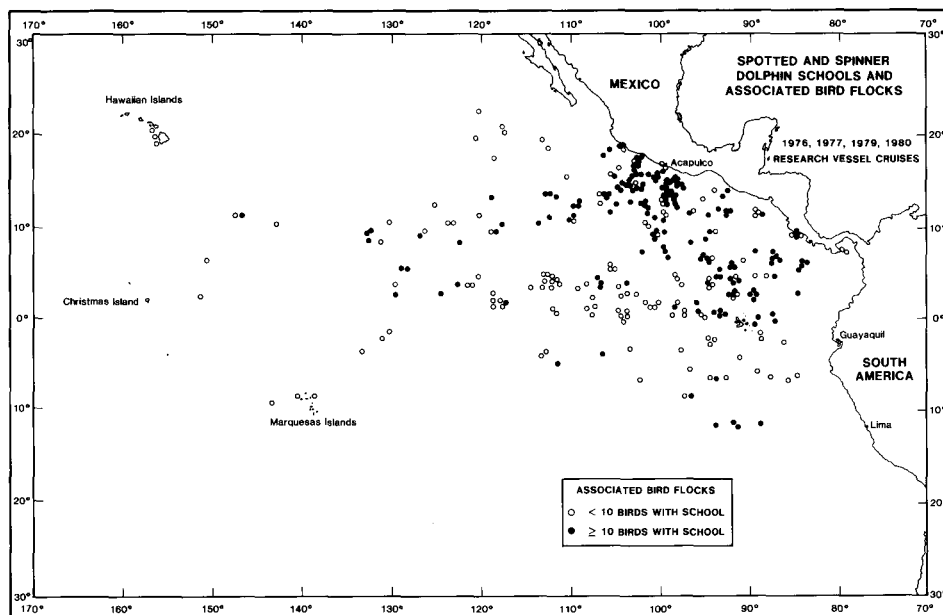 170° 160° 150° 140° 130° 120° 110° 100° 90° 80° 70°
30° 30°
MEXICO
SPOTTED AND SPINNER
DOLPHIN SCHOOLS AND
ASSOCIATED BIRD FLOCKS
Hawaiian Islands
20° 20°
1976, 1977, 1979, 1980
RESEARCH VESSEL CRUISES
Acapulco
10° 10°
Christmas Island
0° 0°
Guayaquil
SOUTH
AMERICA
10° 10°
Marquesas Islands
Lima
ASSOCIATED BIRD FLOCKS
○ < 10 BIRDS WITH SCHOOL
● ≥ 10 BIRDS WITH SCHOOL
20° 20°
30° 30°
170° 160° 150° 140° 130° 120° 110° 100° 90° 80° 70°